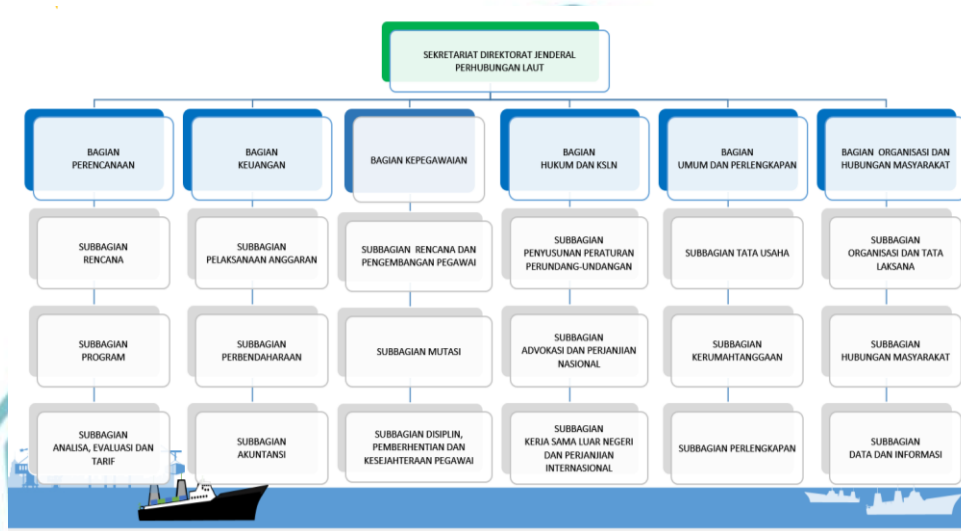 SEKRETARIAT DIREKTORAT JENDERAL
PERHUBUNGAN LAUT
BAGIAN
PERENCANAAN
BAGIAN
KEUANGAN
BAGIAN KEPEGAWAIAN
BAGIAN
HUKUM DAN KSLN
BAGIAN
UMUM DAN PERLENGKAPAN
BAGIAN ORGANISASI DAN
HUBUNGAN MASYARAKAT
SUBBAGIAN
RENCANA
SUBBAGIAN
PELAKSANAAN ANGGARAN
SUBBAGIAN RENCANA DAN
PENGEMBANGAN PEGAWAI
SUBBAGIAN
PENYUSUNAN PERATURAN
PERUNDANG-UNDANGAN
SUBBAGIAN TATA USAHA
SUBBAGIAN
ORGANISASI DAN TATA
LAKSANA
SUBBAGIAN
PROGRAM
SUBBAGIAN
PERBENDAHARAAN
SUBBAGIAN MUTASI
SUBBAGIAN
ADVOKASI DAN PERJANJIAN
NASIONAL
SUBBAGIAN
KERUMAHTANGGAAN
SUBBAGIAN
HUBUNGAN MASYARAKAT
SUBBAGIAN
ANALISA, EVALUASI DAN
TARIF
SUBBAGIAN
AKUNTANSI
SUBBAGIAN DISIPLIN,
PEMBERHENTIAN DAN
KESEJAHTERAAN PEGAWAI
SUBBAGIAN
KERJA SAMA LUAR NEGERI
DAN PERJANJIAN
INTERNASIONAL
SUBBAGIAN PERLENGKAPAN
SUBBAGIAN
DATA DAN INFORMASI